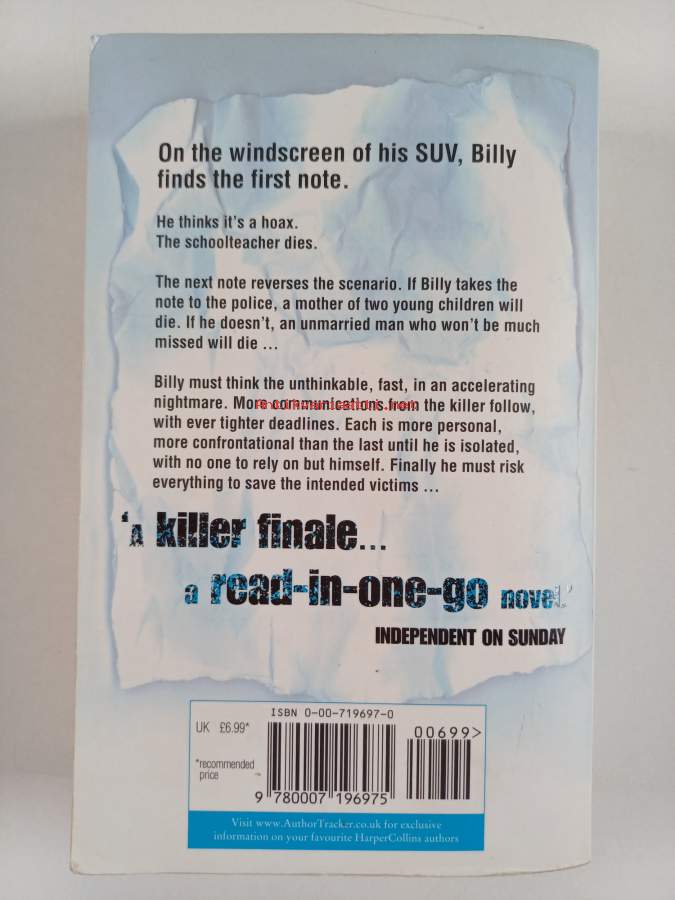 On the windscreen of his SUV, Billy
finds the first note.
He thinks it's a hoax.
The schoolteacher dies.
The next note reverses the scenario. If Billy takes the
note to the police, a mother of two young children will
die. If he doesn't, an unmarried man who won't be much
missed will die ...
Billy must think the unthinkable, fast, in an accelerating
nightmare. More communications from the killer follow,
with ever tighter deadlines. Each is more personal,
more confrontational than the last until he is isolated,
with no one to rely on but himself. Finally he must risk
everything to save the intended victims ...
'A killer finale...
a read-in-one-go novel'
INDEPENDENT ON SUNDAY
ISBN 0-00-719697-0
UK £6.99*
00699>
*recommended
price
9 780007 196975
Visit www.AuthorTracker.co.uk for exclusive
information on your favourite HarperCollins authors